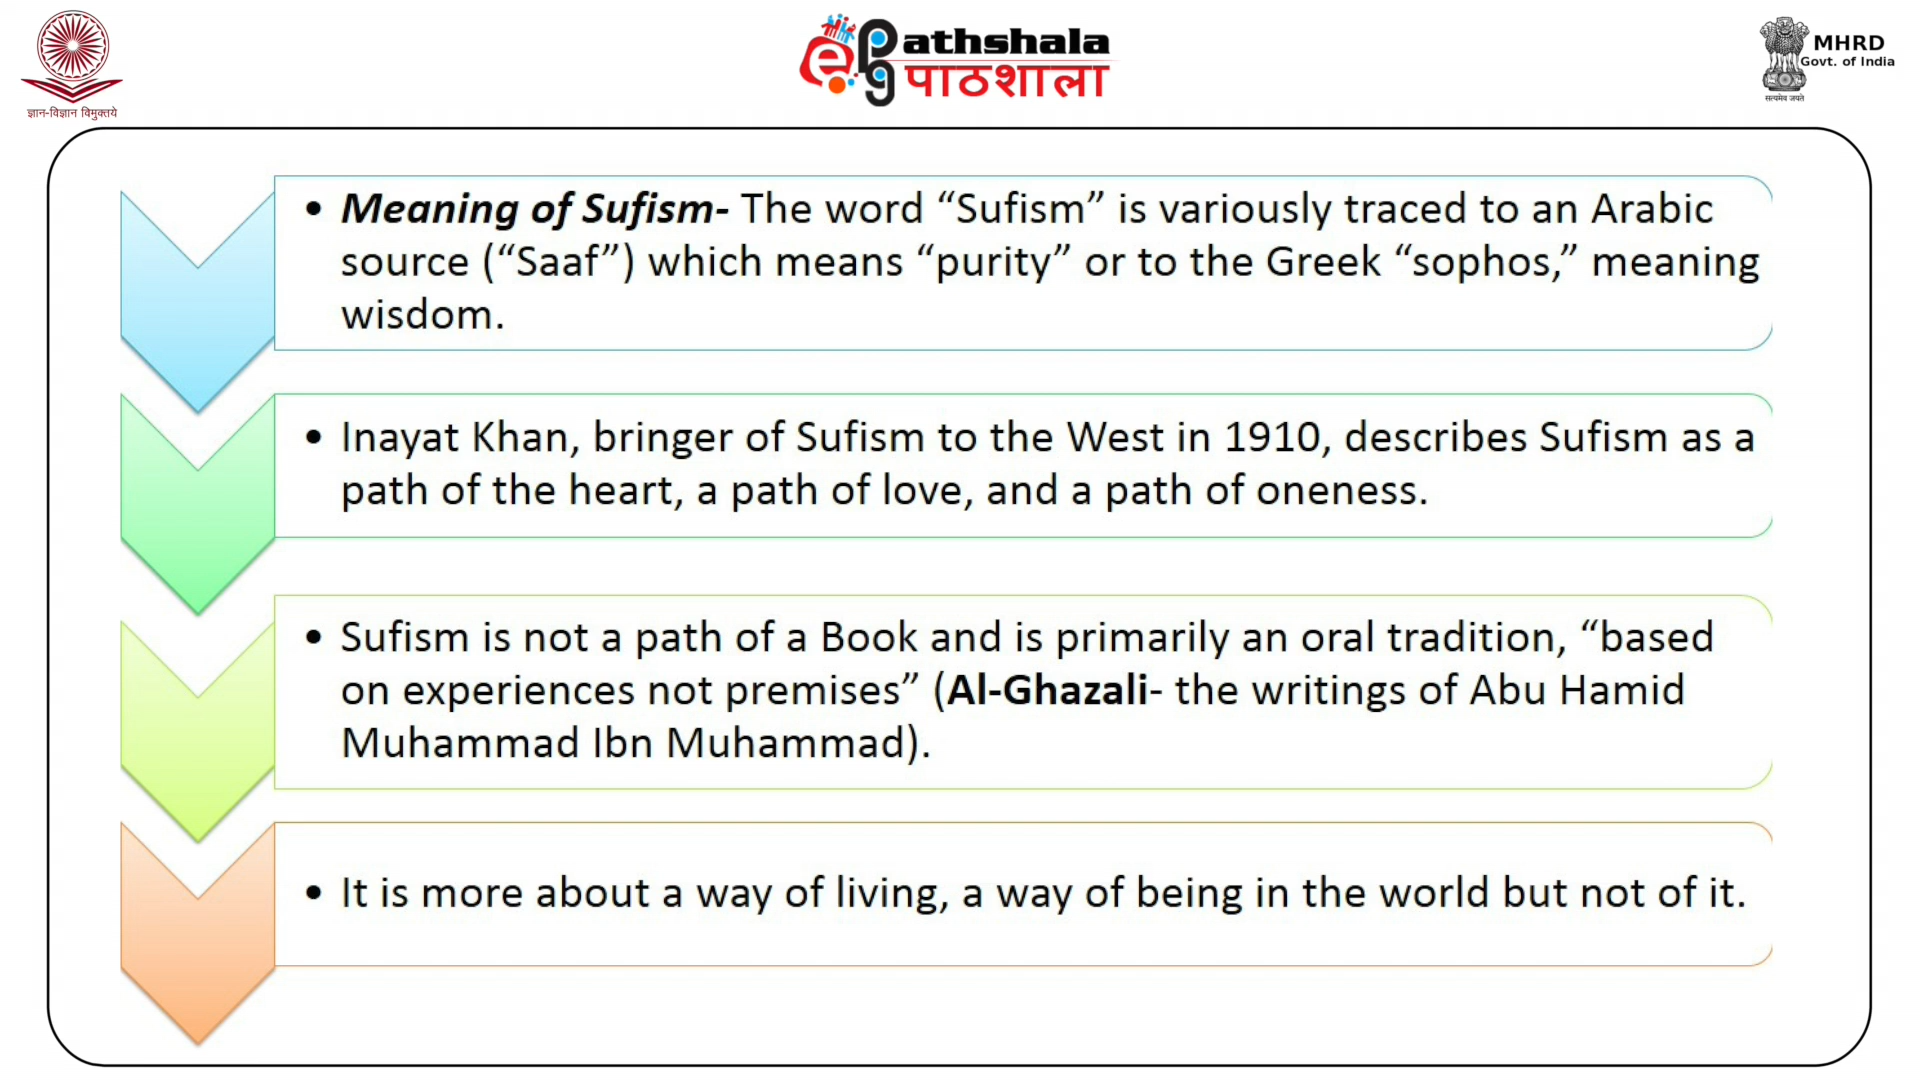 ज्ञान-विज्ञान विमुक्तये
e
pg
athshala
पाठशाला
MHRD
Govt. of India
सत्यमेव जयते
• Meaning of Sufism- The word “Sufism” is variously traced to an Arabic
source (“Saaf”) which means “purity” or to the Greek “sophos,” meaning
wisdom.
• Inayat Khan, bringer of Sufism to the West in 1910, describes Sufism as a
path of the heart, a path of love, and a path of oneness.
• Sufism is not a path of a Book and is primarily an oral tradition, “based
on experiences not premises” (Al-Ghazali- the writings of Abu Hamid
Muhammad Ibn Muhammad).
• It is more about a way of living, a way of being in the world but not of it.